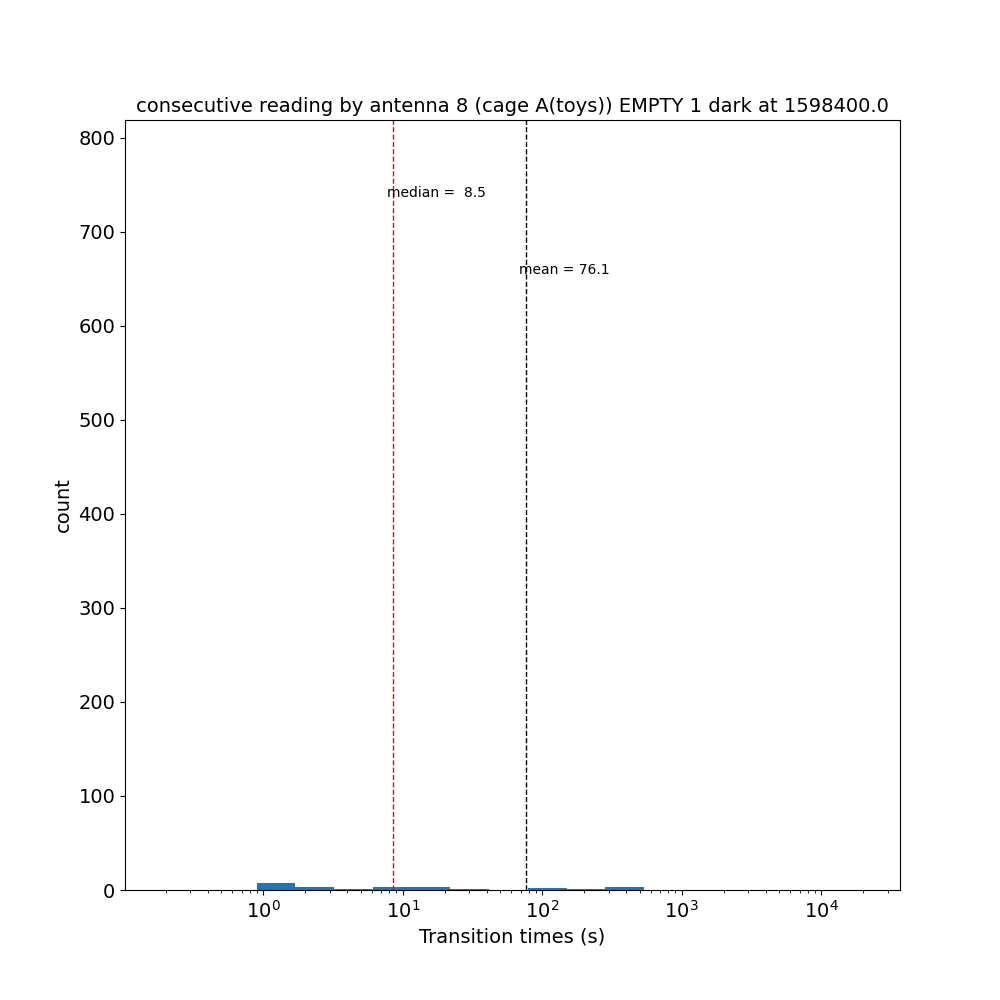 consecutive reading by antenna 8 (cage A(toys)) EMPTY 1 dark at 1598400.0
800
median =  8.5
700
mean = 76.1
600
500
400
count
300
200
100
0
10⁰ 10¹ 10² 10³ 10⁴
Transition times (s)